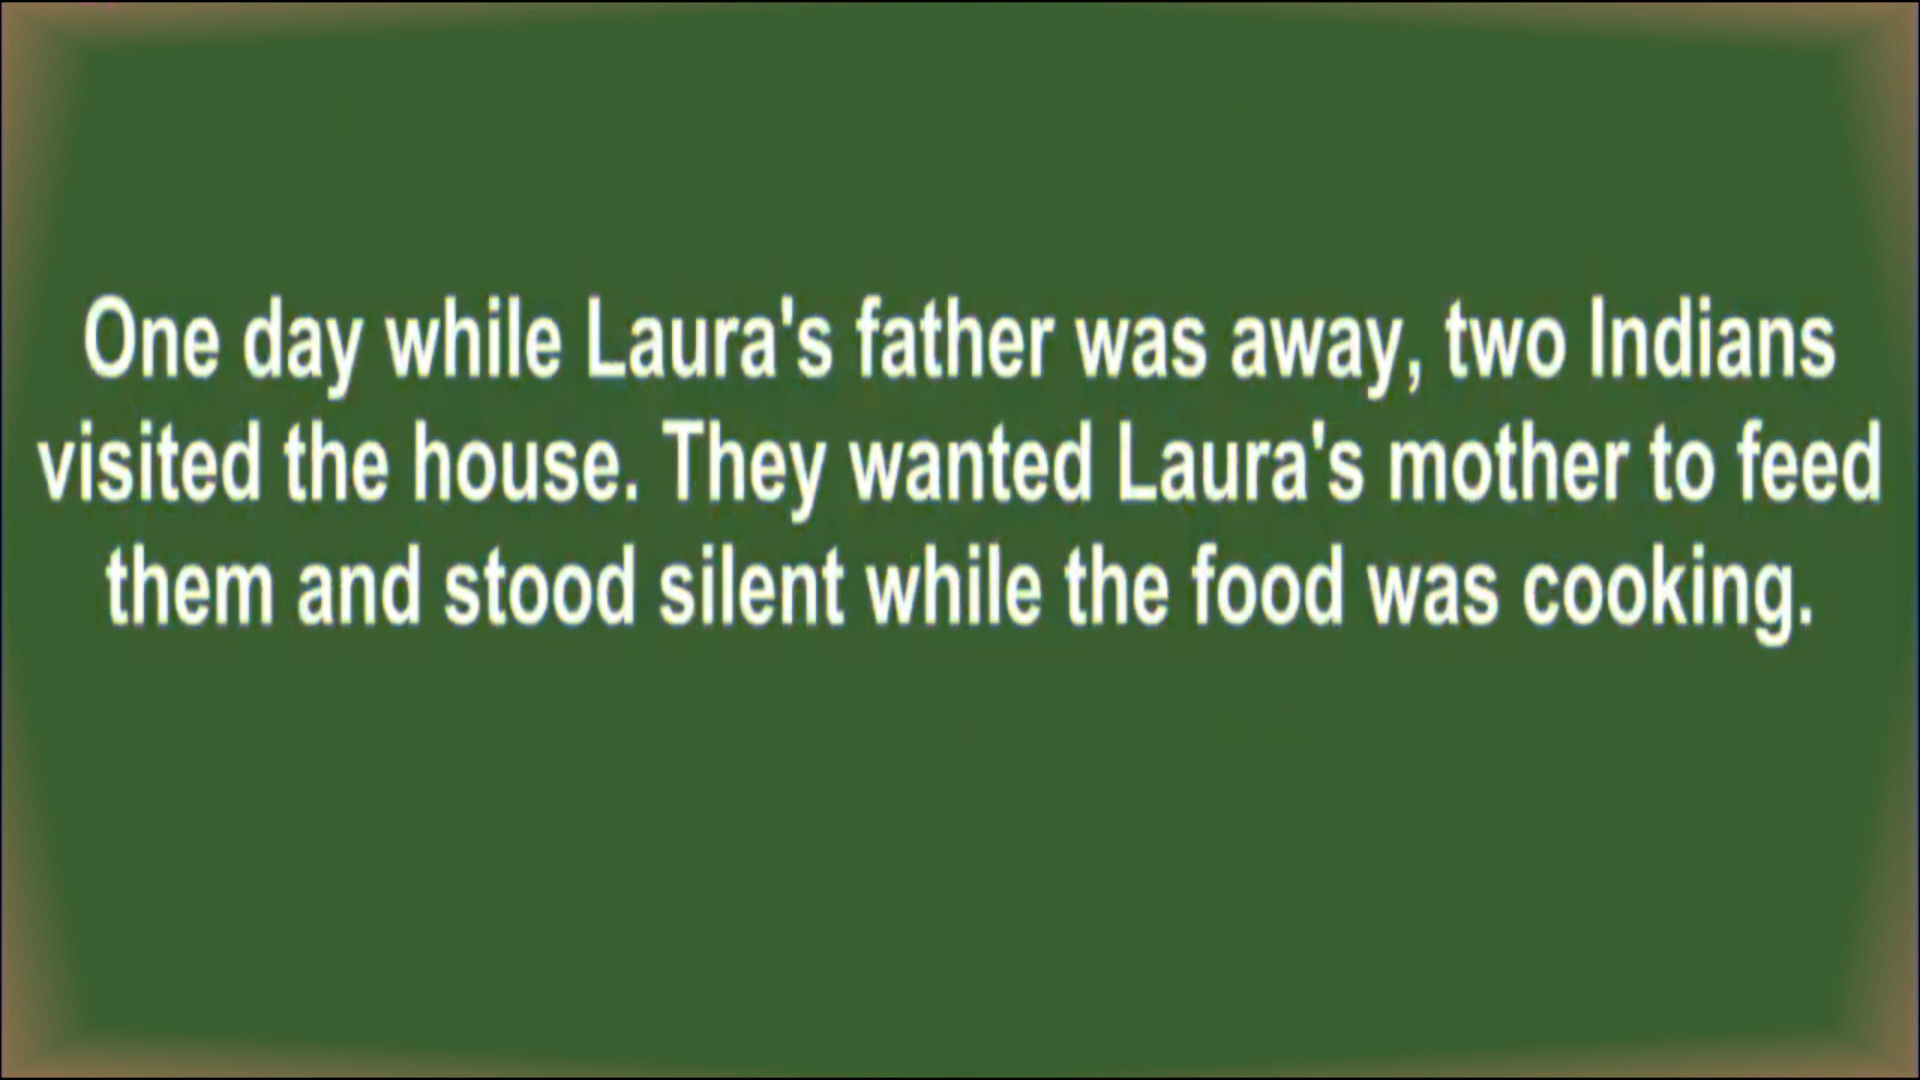 One day while Laura's father was away, two Indians
visited the house. They wanted Laura's mother to feed
them and stood silent while the food was cooking.